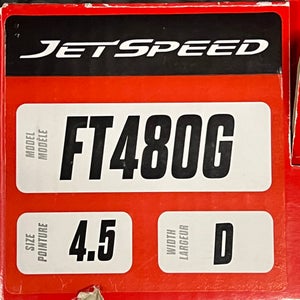 JETSPEED
MODEL
MODÈLE
FT480G
SIZE
POINTURE
4.5
WIDTH
LARGEUR
D